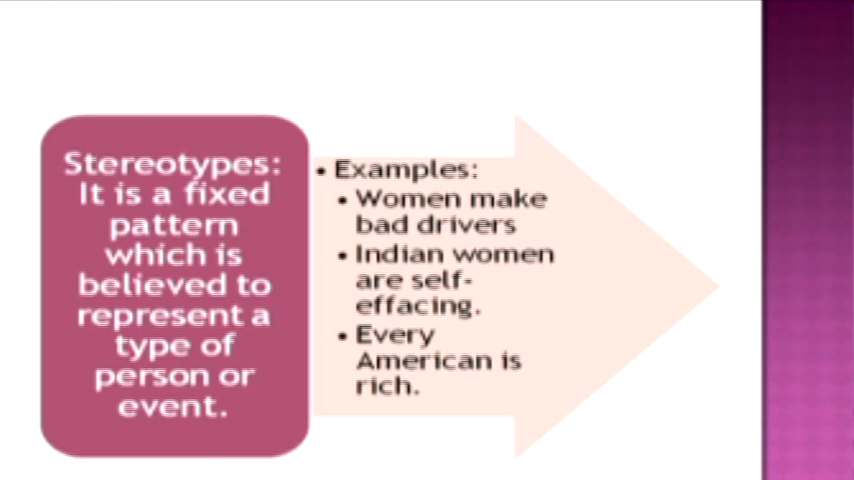 Stereotypes:
It is a fixed
pattern
which is
believed to
represent a
type of
person or
event.
• Examples:
• Women make
bad drivers
• Indian women
are self-
effacing.
• Every
American is
rich.